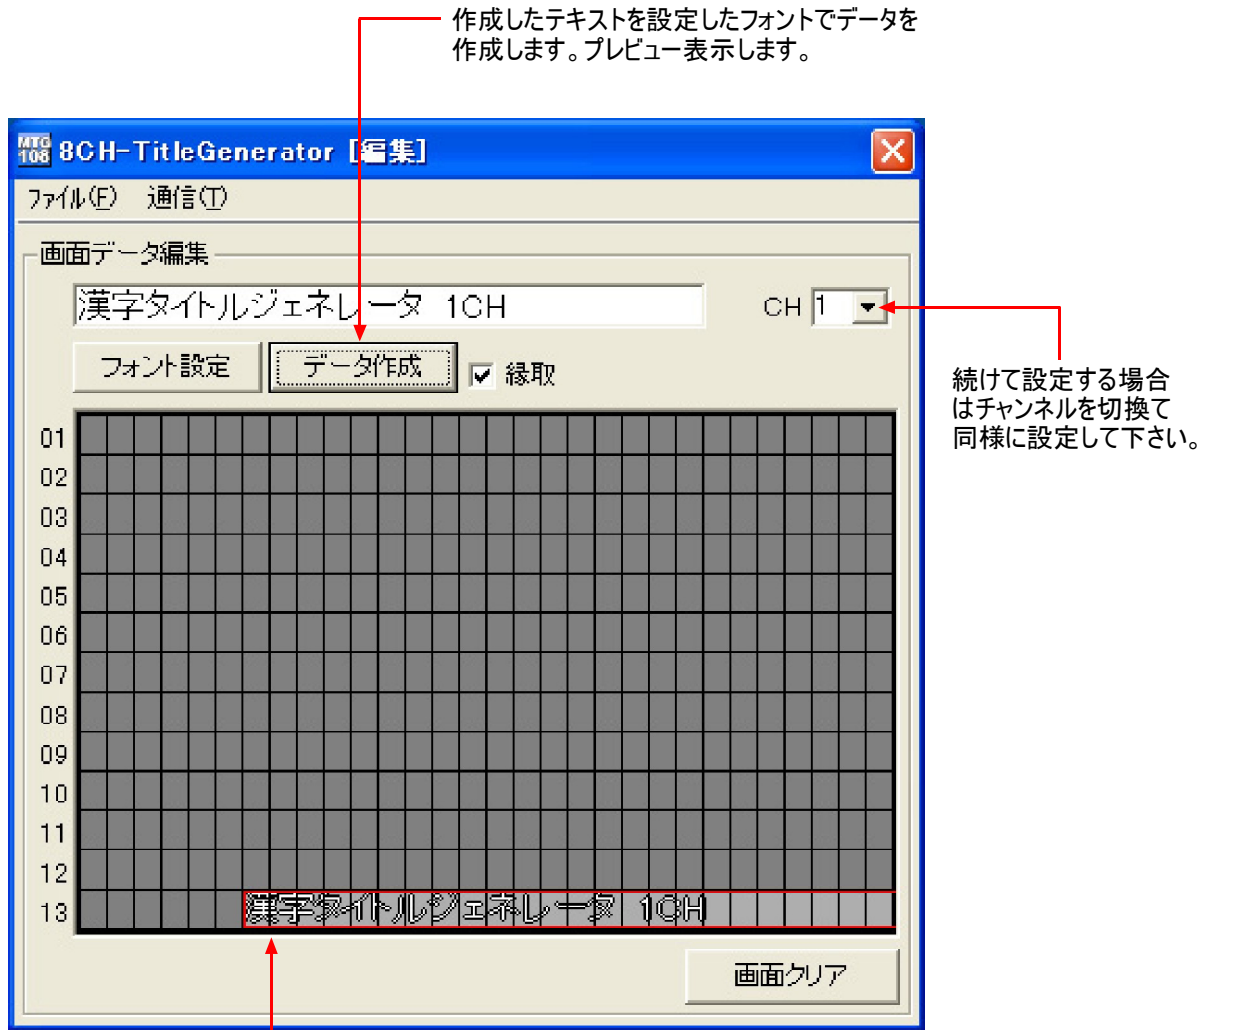 作成したテキストを設定したフォントでデータを
作成します。プレビュー表示します。
MTG
108
8CH-TitleGenerator [編集]
ファイル(F) 通信(T)
画面データ編集
漢字タイトルジェネレータ 1CH
CH 1
フォント設定 データ作成 縁取
続けて設定する場合
はチャンネルを切換て
同様に設定して下さい。
01
02
03
04
05
06
07
08
09
10
11
12
13 漢字タイトルジェネレータ 1CH
画面クリア